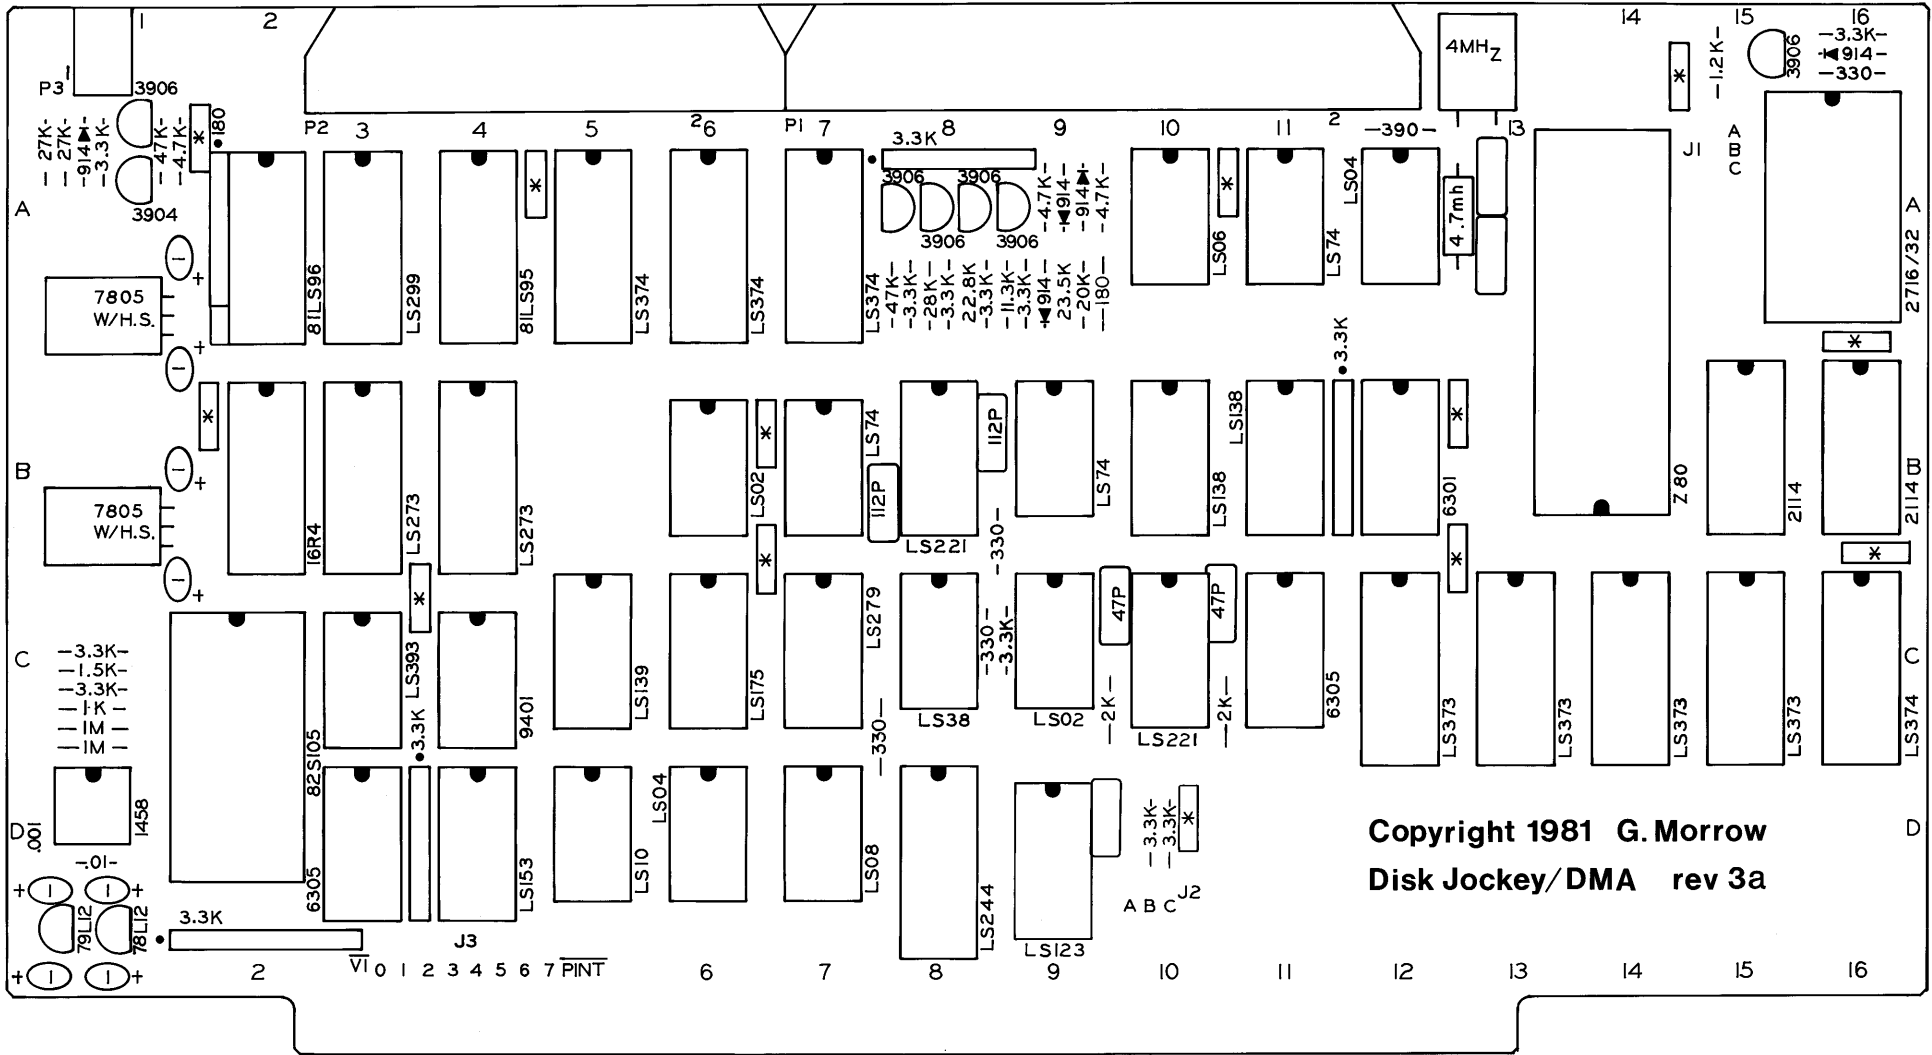 1
2
14
15
16
P3
1
3906
3904
-27K-
-27K-
-914-
-3.3K-
-47K-
-4.7K-
*
180
P2
3
4
5
2
6
P1
7
8
9
10
11
2
-390-
13
4MHZ
*
-1.2K-
3906
-3.3K-
-914-
-330-
J1
A
B
C
A
7805
W/H.S.
+
+
81LS96
LS299
*
81LS95
LS374
LS374
LS374
3.3K
3906
3906
3906
3906
-4.7K-
-914-
-914-
-4.7K-
-47K-
-3.3K-
-28K-
-3.3K-
22.8K
-3.3K-
-11.3K-
-3.3K-
-914-
23.5K
-20K-
-180-
*
LS06
LS74
LS04
4.7mh
A
2716/32
*
3.3K
B
7805
W/H.S.
+
+
*
16R4
LS273
LS273
LS02
*
LS74
112P
LS221
112P
-330-
LS74
LS138
LS138
6301
*
Z80
2114
B
2114
*
C
-3.3K-
-1.5K-
-3.3K-
-1K-
-1M-
-1M-
82S105
*
LS393
3.3K
9401
LS139
LS175
*
LS279
-330-
LS38
-330-
-3.3K-
LS02
47P
-2K-
LS221
47P
-2K-
6305
*
LS373
LS373
LS373
LS373
C
LS374
D
.001
1458
-.01-
+
+
79L12
78L12
+
+
3.3K
6305
LS153
LS10
LS04
LS08
LS244
LS123
-3.3K-
-3.3K-
*
A B C J2
D
Copyright 1981 G. Morrow
Disk Jockey/DMA rev 3a
J3
2
VI 0 1 2 3 4 5 6 7 PINT
6
7
8
9
10
11
12
13
14
15
16